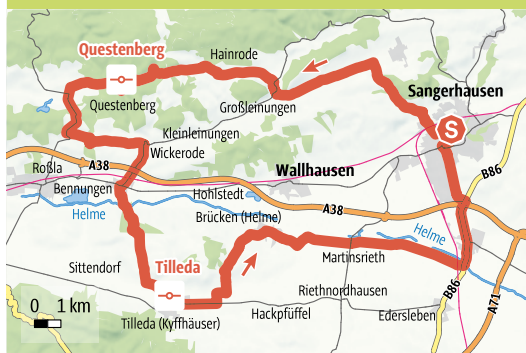 Questenberg
Hainrode
Sangerhausen
Questenberg
Großleinungen
S
Kleinleinungen
Wickerode
Roßla
A38
Wallhausen
B86
Bennungen
Hohlstedt
Helme
Brücken (Helme)
A38
Helme
Martinsrieth
Sittendorf
Tilleda
B86
A71
Riethnordhausen
0 1 km
Tilleda (Kyffhäuser)
Hackpfüffel
Edersleben